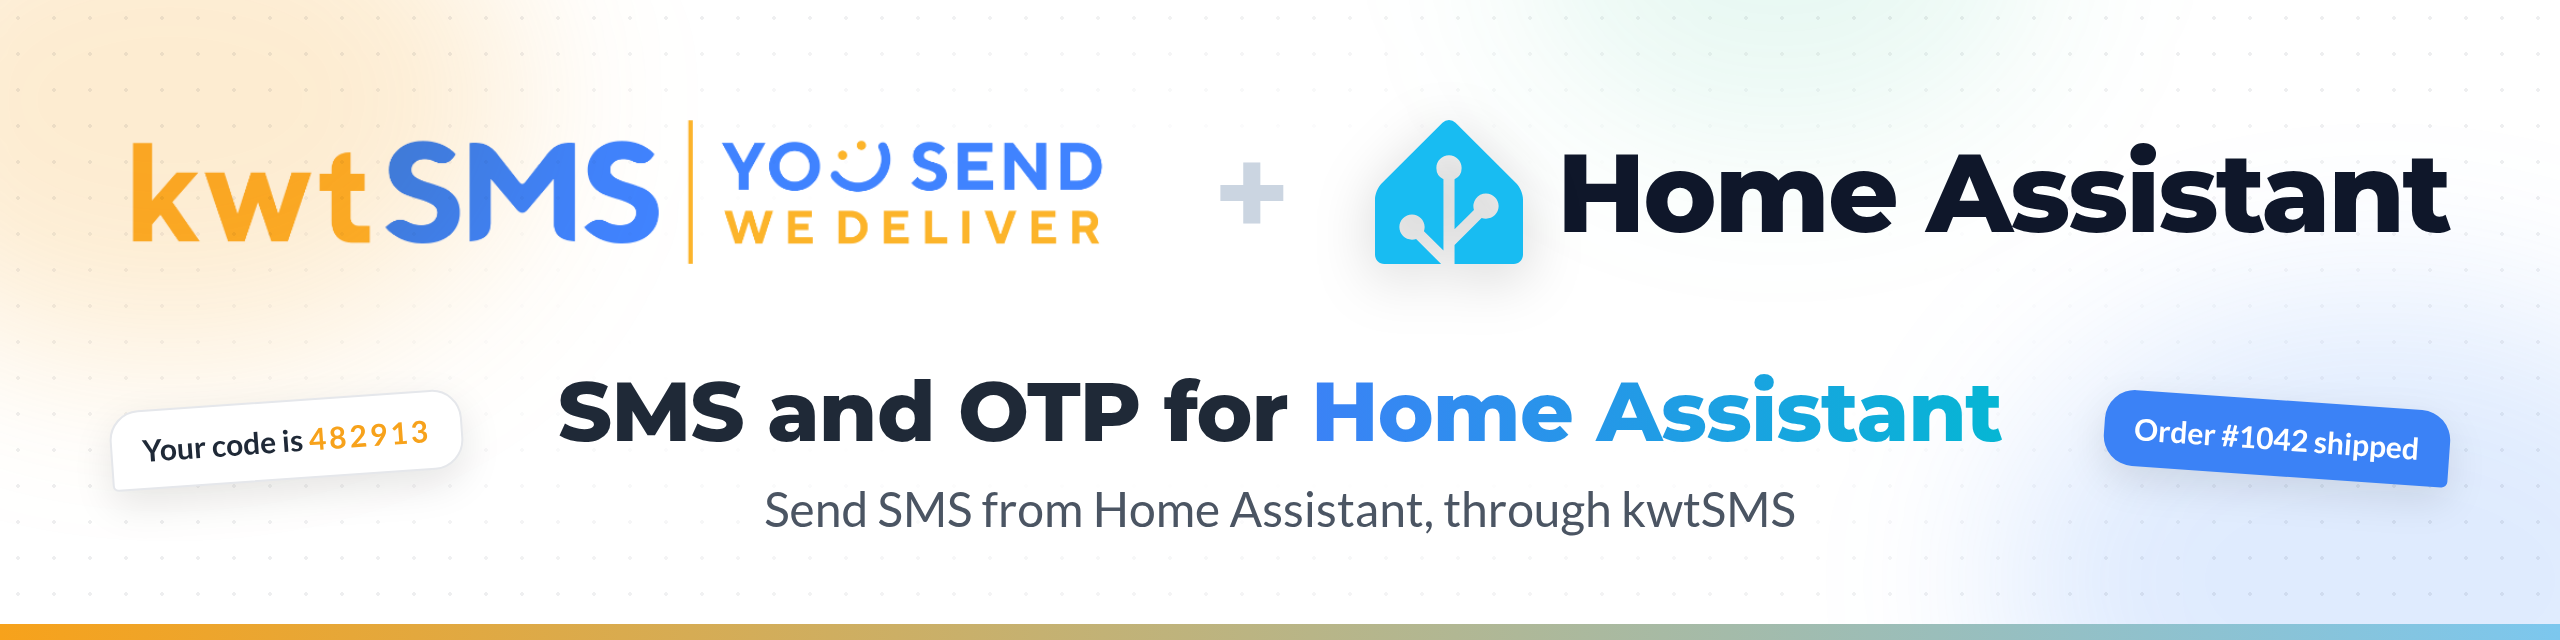 kwtSMS
YOU SEND
WE DELIVER
+
Home Assistant
SMS and OTP for Home Assistant
Your code is 482913
Order #1042 shipped
Send SMS from Home Assistant, through kwtSMS